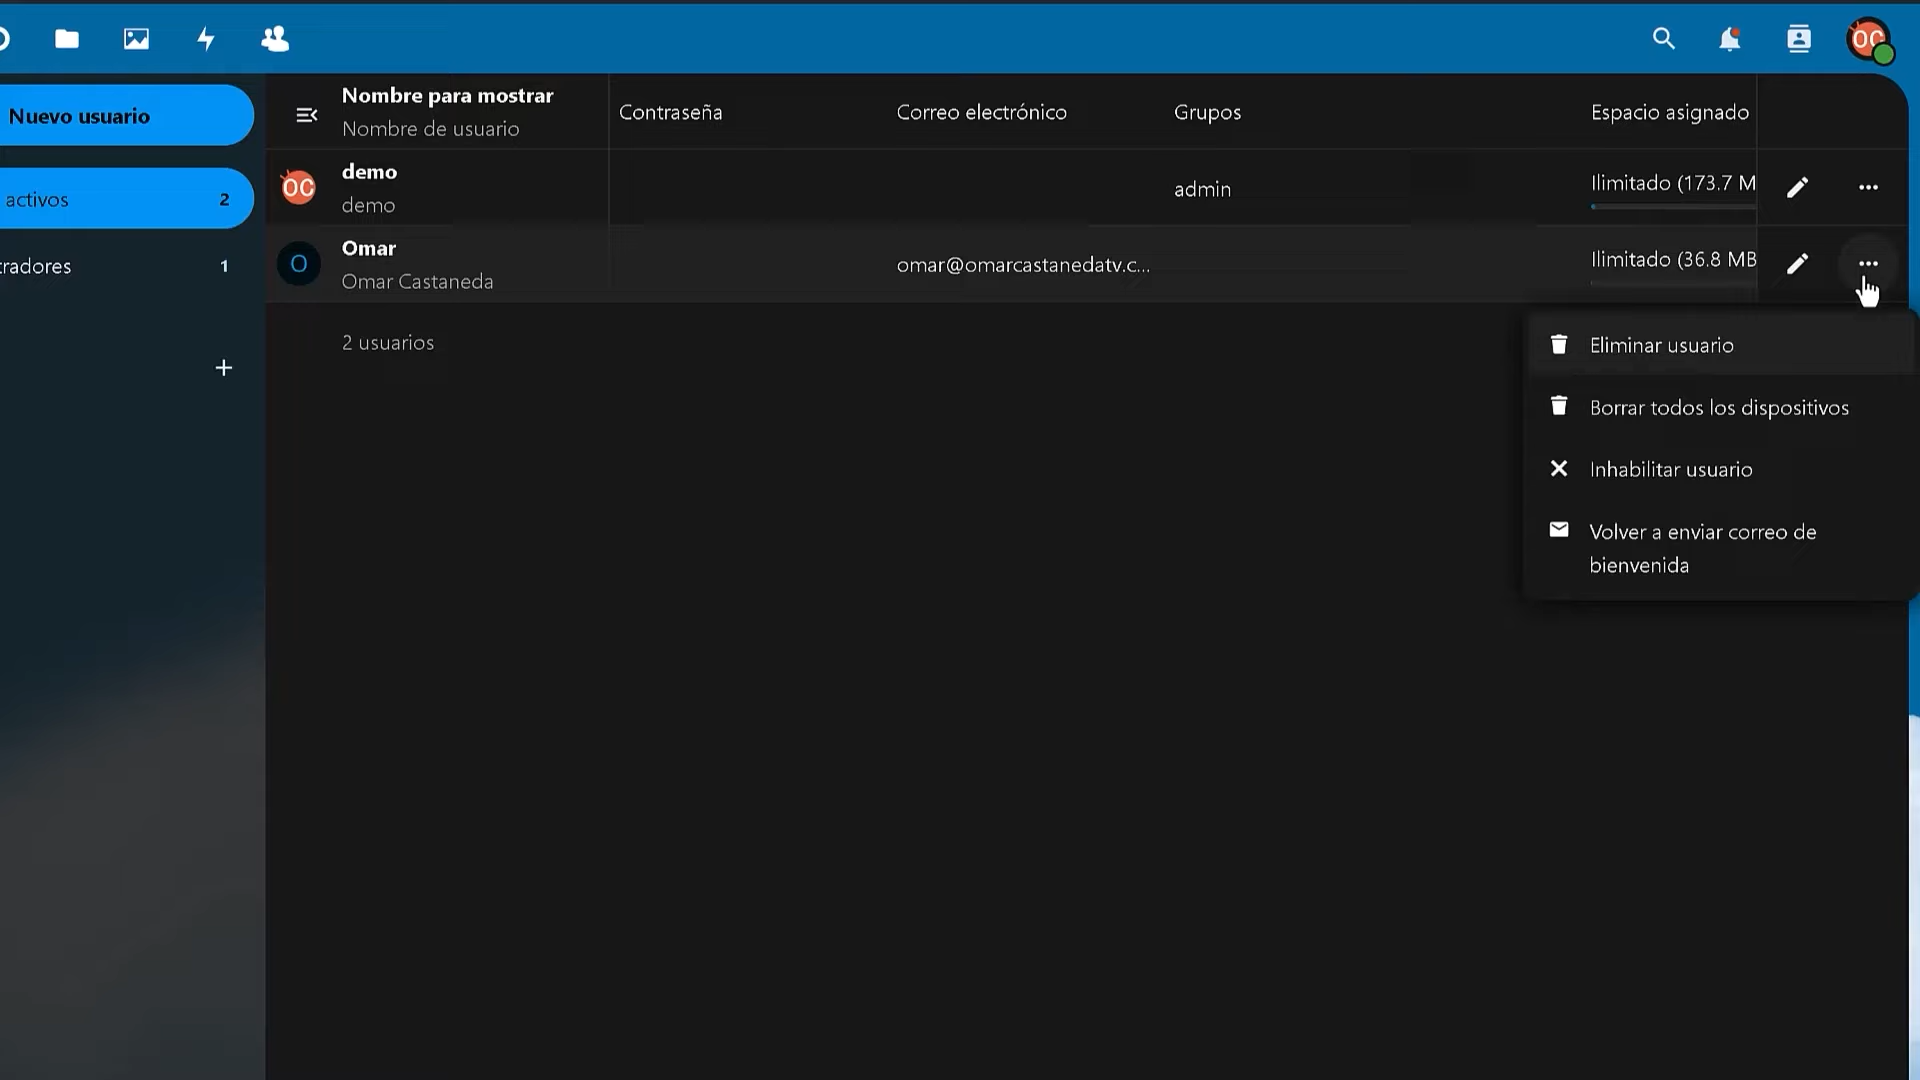 OC
Nuevo usuario
activos 2
tradores 1
Nombre para mostrar
Nombre de usuario
Contraseña
Correo electrónico
Grupos
Espacio asignado
OC
demo
demo
admin
Ilimitado (173.7 M
O
Omar
Omar Castaneda
omar@omarcastanedatv.c...
Ilimitado (36.8 MB
2 usuarios
Eliminar usuario
Borrar todos los dispositivos
Inhabilitar usuario
Volver a enviar correo de
bienvenida